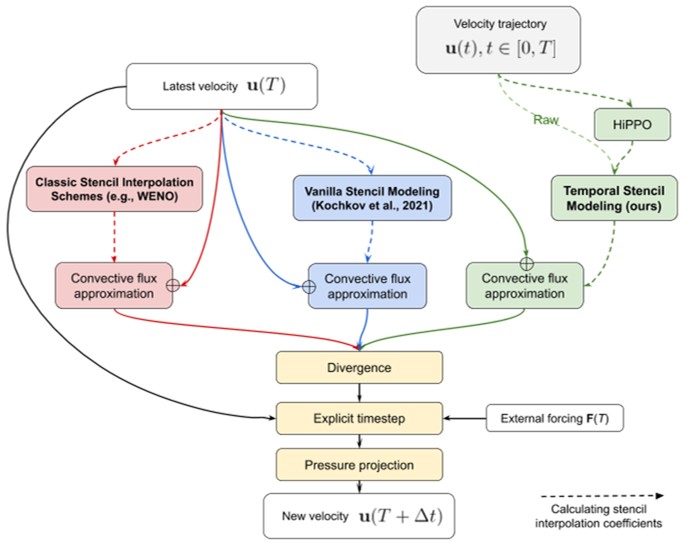 Velocity trajectory
u(t), t ∈ [0, T]
Latest velocity u(T)
Raw
HiPPO
Classic Stencil Interpolation
Schemes (e.g., WENO)
Vanilla Stencil Modeling
(Kochkov et al., 2021)
Temporal Stencil
Modeling (ours)
Convective flux
approximation
Convective flux
approximation
Convective flux
approximation
Divergence
Explicit timestep
External forcing F(T)
Pressure projection
New velocity u(T + Δt)
Calculating stencil
interpolation coefficients